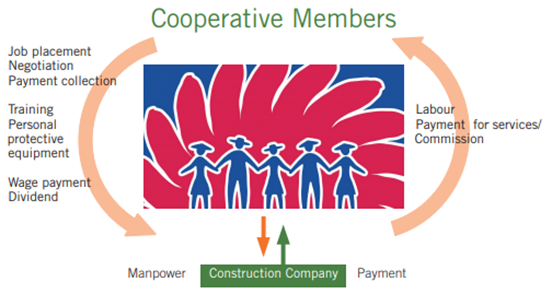 Cooperative Members
Job placement
Negotiation
Payment collection
Training
Personal
protective
equipment
Wage payment
Dividend
Labour
Payment for services/
Commission
Manpower
Construction Company
Payment